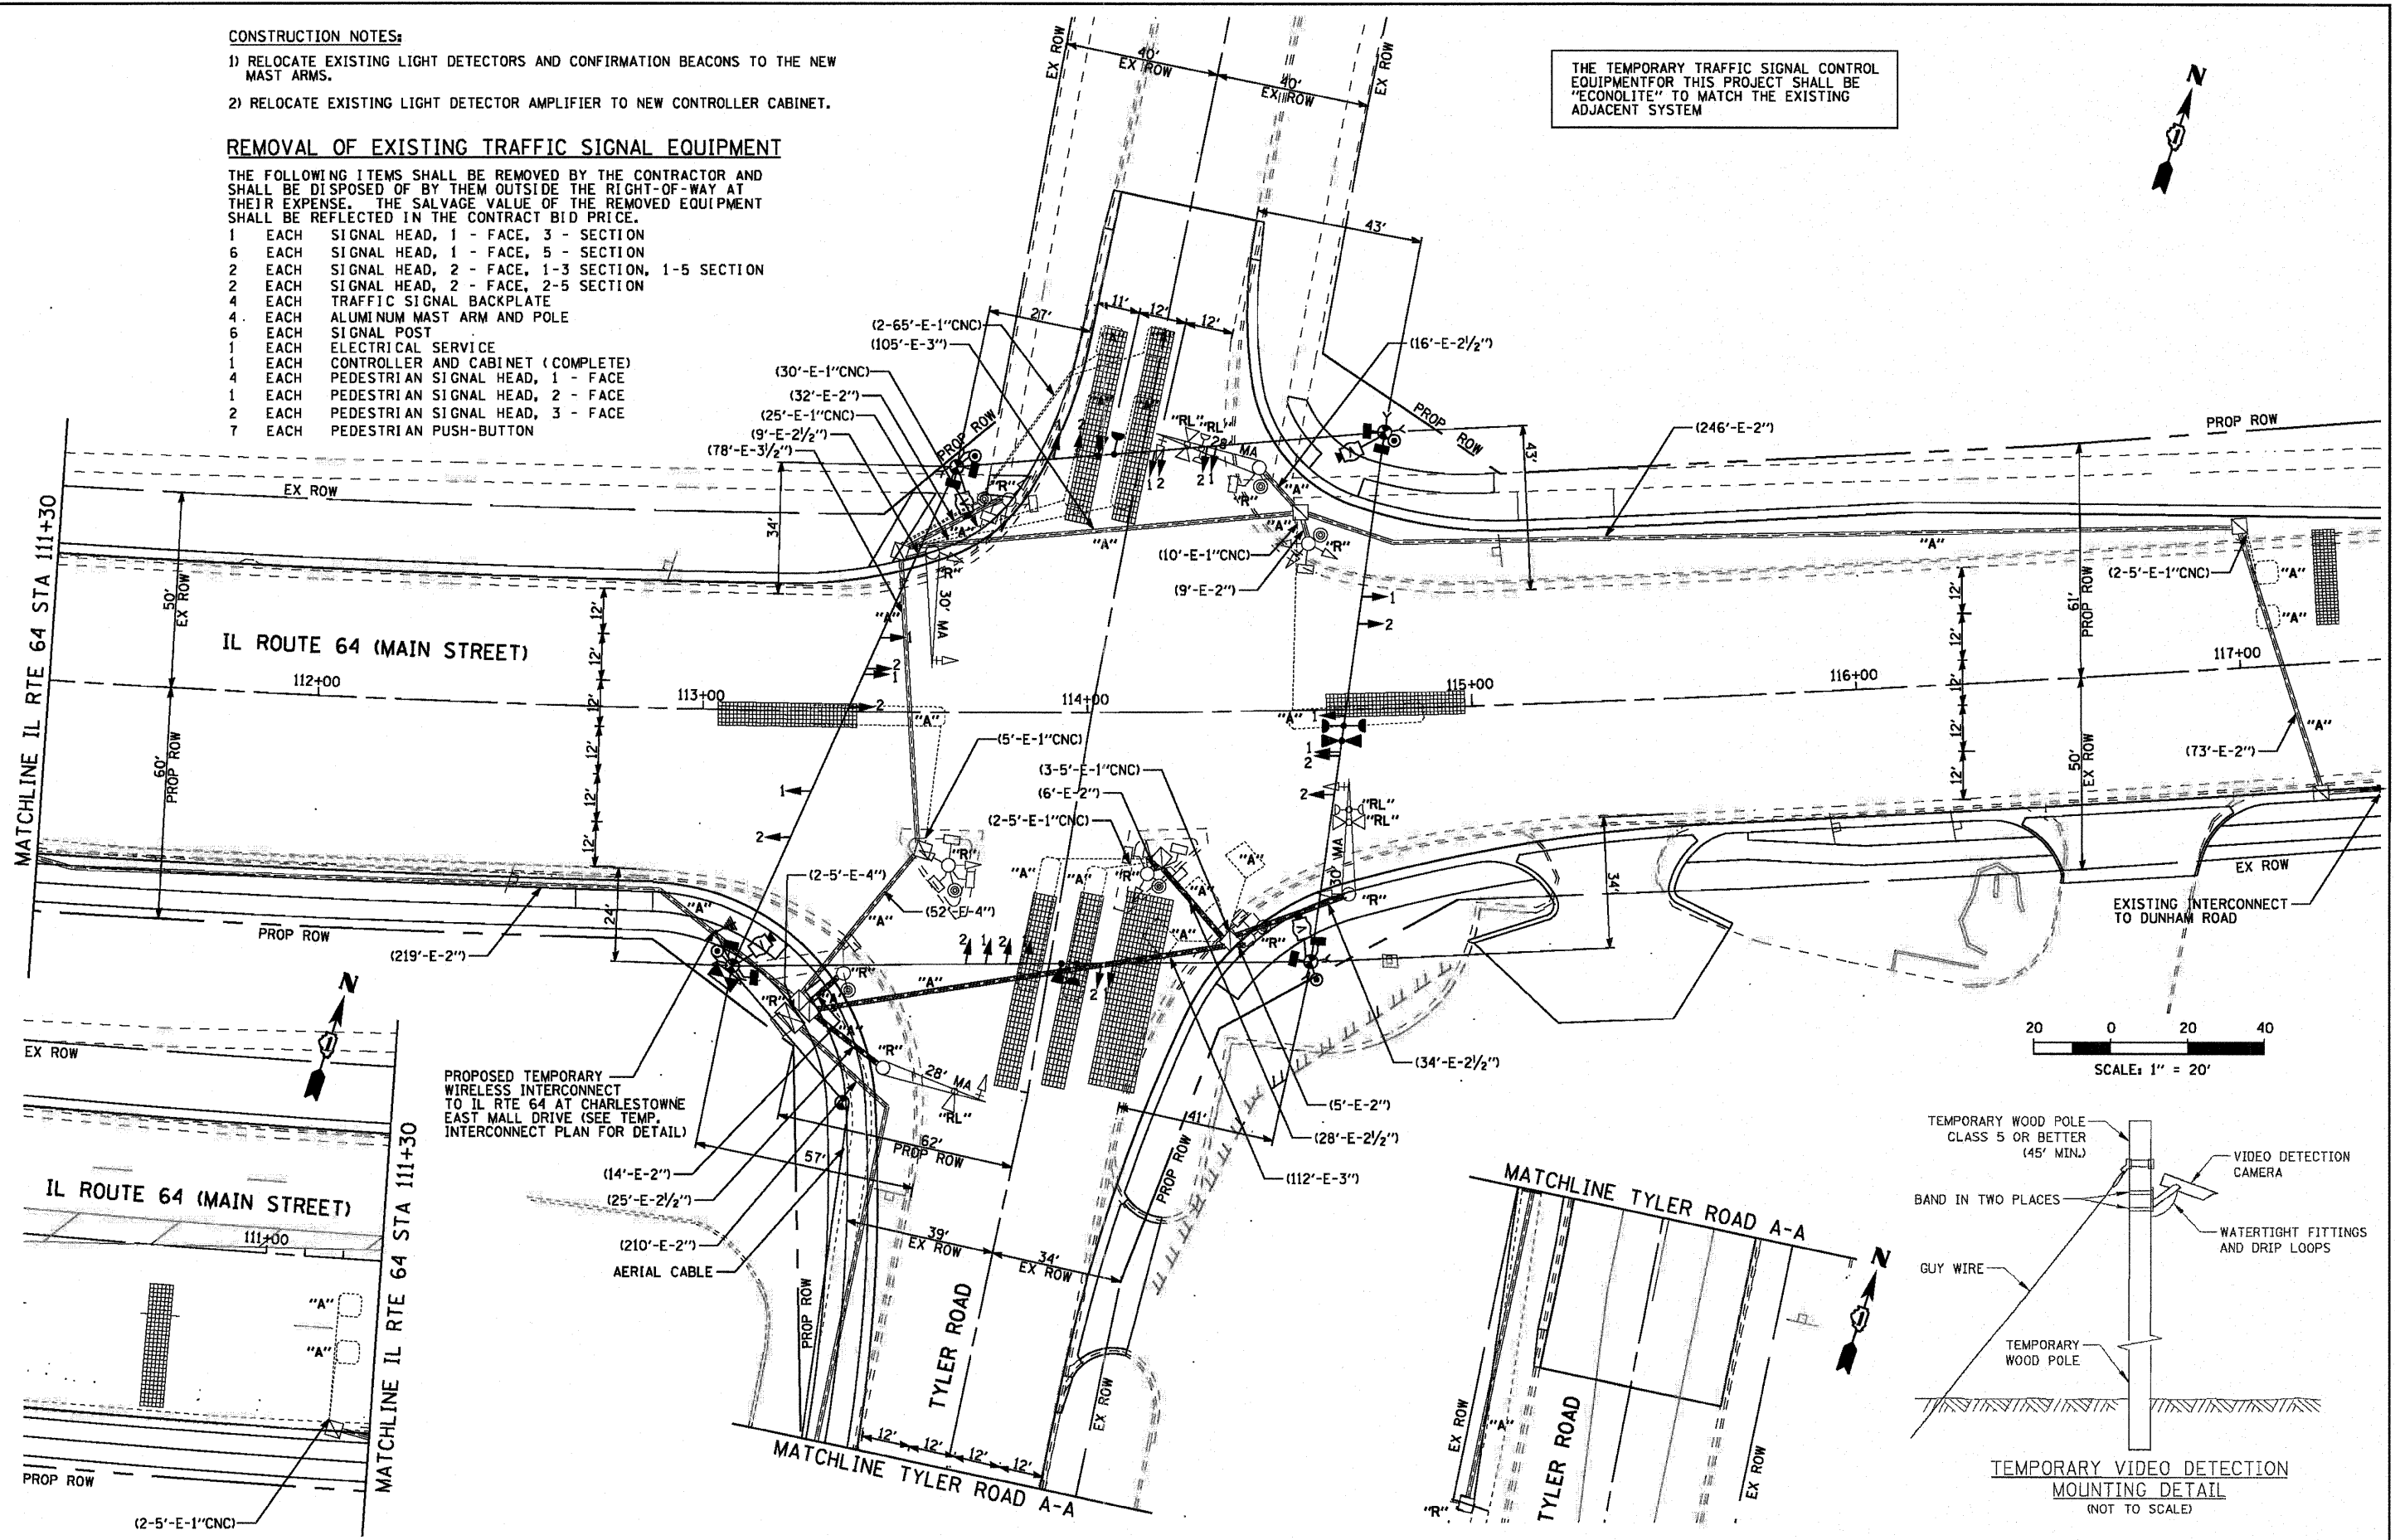 CONSTRUCTION NOTES:
1) RELOCATE EXISTING LIGHT DETECTORS AND CONFIRMATION BEACONS TO THE NEW
MAST ARMS.
2) RELOCATE EXISTING LIGHT DETECTOR AMPLIFIER TO NEW CONTROLLER CABINET.
REMOVAL OF EXISTING TRAFFIC SIGNAL EQUIPMENT
THE FOLLOWING ITEMS SHALL BE REMOVED BY THE CONTRACTOR AND
SHALL BE DISPOSED OF BY THEM OUTSIDE THE RIGHT-OF-WAY AT
THEIR EXPENSE. THE SALVAGE VALUE OF THE REMOVED EQUIPMENT
SHALL BE REFLECTED IN THE CONTRACT BID PRICE.
1 EACH SIGNAL HEAD, 1 - FACE, 3 - SECTION
6 EACH SIGNAL HEAD, 1 - FACE, 5 - SECTION
2 EACH SIGNAL HEAD, 2 - FACE, 1-3 SECTION, 1-5 SECTION
2 EACH SIGNAL HEAD, 2 - FACE, 2-5 SECTION
4 EACH TRAFFIC SIGNAL BACKPLATE
4 EACH ALUMINUM MAST ARM AND POLE
6 EACH SIGNAL POST
1 EACH ELECTRICAL SERVICE
1 EACH CONTROLLER AND CABINET (COMPLETE)
4 EACH PEDESTRIAN SIGNAL HEAD, 1 - FACE
1 EACH PEDESTRIAN SIGNAL HEAD, 2 - FACE
2 EACH PEDESTRIAN SIGNAL HEAD, 3 - FACE
7 EACH PEDESTRIAN PUSH-BUTTON
THE TEMPORARY TRAFFIC SIGNAL CONTROL
EQUIPMENTFOR THIS PROJECT SHALL BE
"ECONOLITE" TO MATCH THE EXISTING
ADJACENT SYSTEM
N
EX ROW
40'
EX ROW
40'
EX ROW
EX ROW
43'
27'
11'
12'
12'
(2-65'-E-1"CNC)
(105'-E-3")
(30'-E-1"CNC)
(32'-E-2")
(25'-E-1"CNC)
(9'-E-2½")
(78'-E-3½")
PROP ROW
(16'-E-2½")
PROP ROW
(246'-E-2")
PROP ROW
"RL" "RL"
28' MA
43'
34'
EX ROW
50'
EX ROW
"R"
"A"
(10'-E-1"CNC)
(9'-E-2")
30' MA
(2-5'-E-1"CNC)
61'
PROP ROW
MATCHLINE IL RTE 64 STA 111+30
IL ROUTE 64 (MAIN STREET)
112+00
113+00
114+00
115+00
116+00
117+00
12'
12'
12'
12'
12'
12'
60'
PROP ROW
(5'-E-1"CNC)
(3-5'-E-1"CNC)
(6'-E-2")
(2-5'-E-1"CNC)
(73'-E-2")
50'
EX ROW
"RL"
"RL"
30' MA
(2-5'-E-4")
(52'-E-4")
24'
34'
EX ROW
EXISTING INTERCONNECT
TO DUNHAM ROAD
PROP ROW
(219'-E-2")
PROPOSED TEMPORARY
WIRELESS INTERCONNECT
TO IL RTE 64 AT CHARLESTOWNE
EAST MALL DRIVE (SEE TEMP.
INTERCONNECT PLAN FOR DETAIL)
28' MA
"RL"
(34'-E-2½")
(5'-E-2")
(28'-E-2½")
(112'-E-3")
41'
62'
PROP ROW
57'
(14'-E-2")
(25'-E-2½")
(210'-E-2")
AERIAL CABLE
39'
EX ROW
34'
EX ROW
PROP ROW
PROP ROW
TYLER ROAD
EX ROW
12'
12'
12'
12'
MATCHLINE TYLER ROAD A-A
N
EX ROW
IL ROUTE 64 (MAIN STREET)
111+00
"A"
"A"
MATCHLINE IL RTE 64 STA 111+30
PROP ROW
(2-5'-E-1"CNC)
MATCHLINE TYLER ROAD A-A
N
EX ROW
"A"
TYLER ROAD
EX ROW
"R"
20 0 20 40
SCALE: 1" = 20'
TEMPORARY WOOD POLE
CLASS 5 OR BETTER
(45' MIN.)
VIDEO DETECTION
CAMERA
BAND IN TWO PLACES
WATERTIGHT FITTINGS
AND DRIP LOOPS
GUY WIRE
TEMPORARY
WOOD POLE
TEMPORARY VIDEO DETECTION
MOUNTING DETAIL
(NOT TO SCALE)